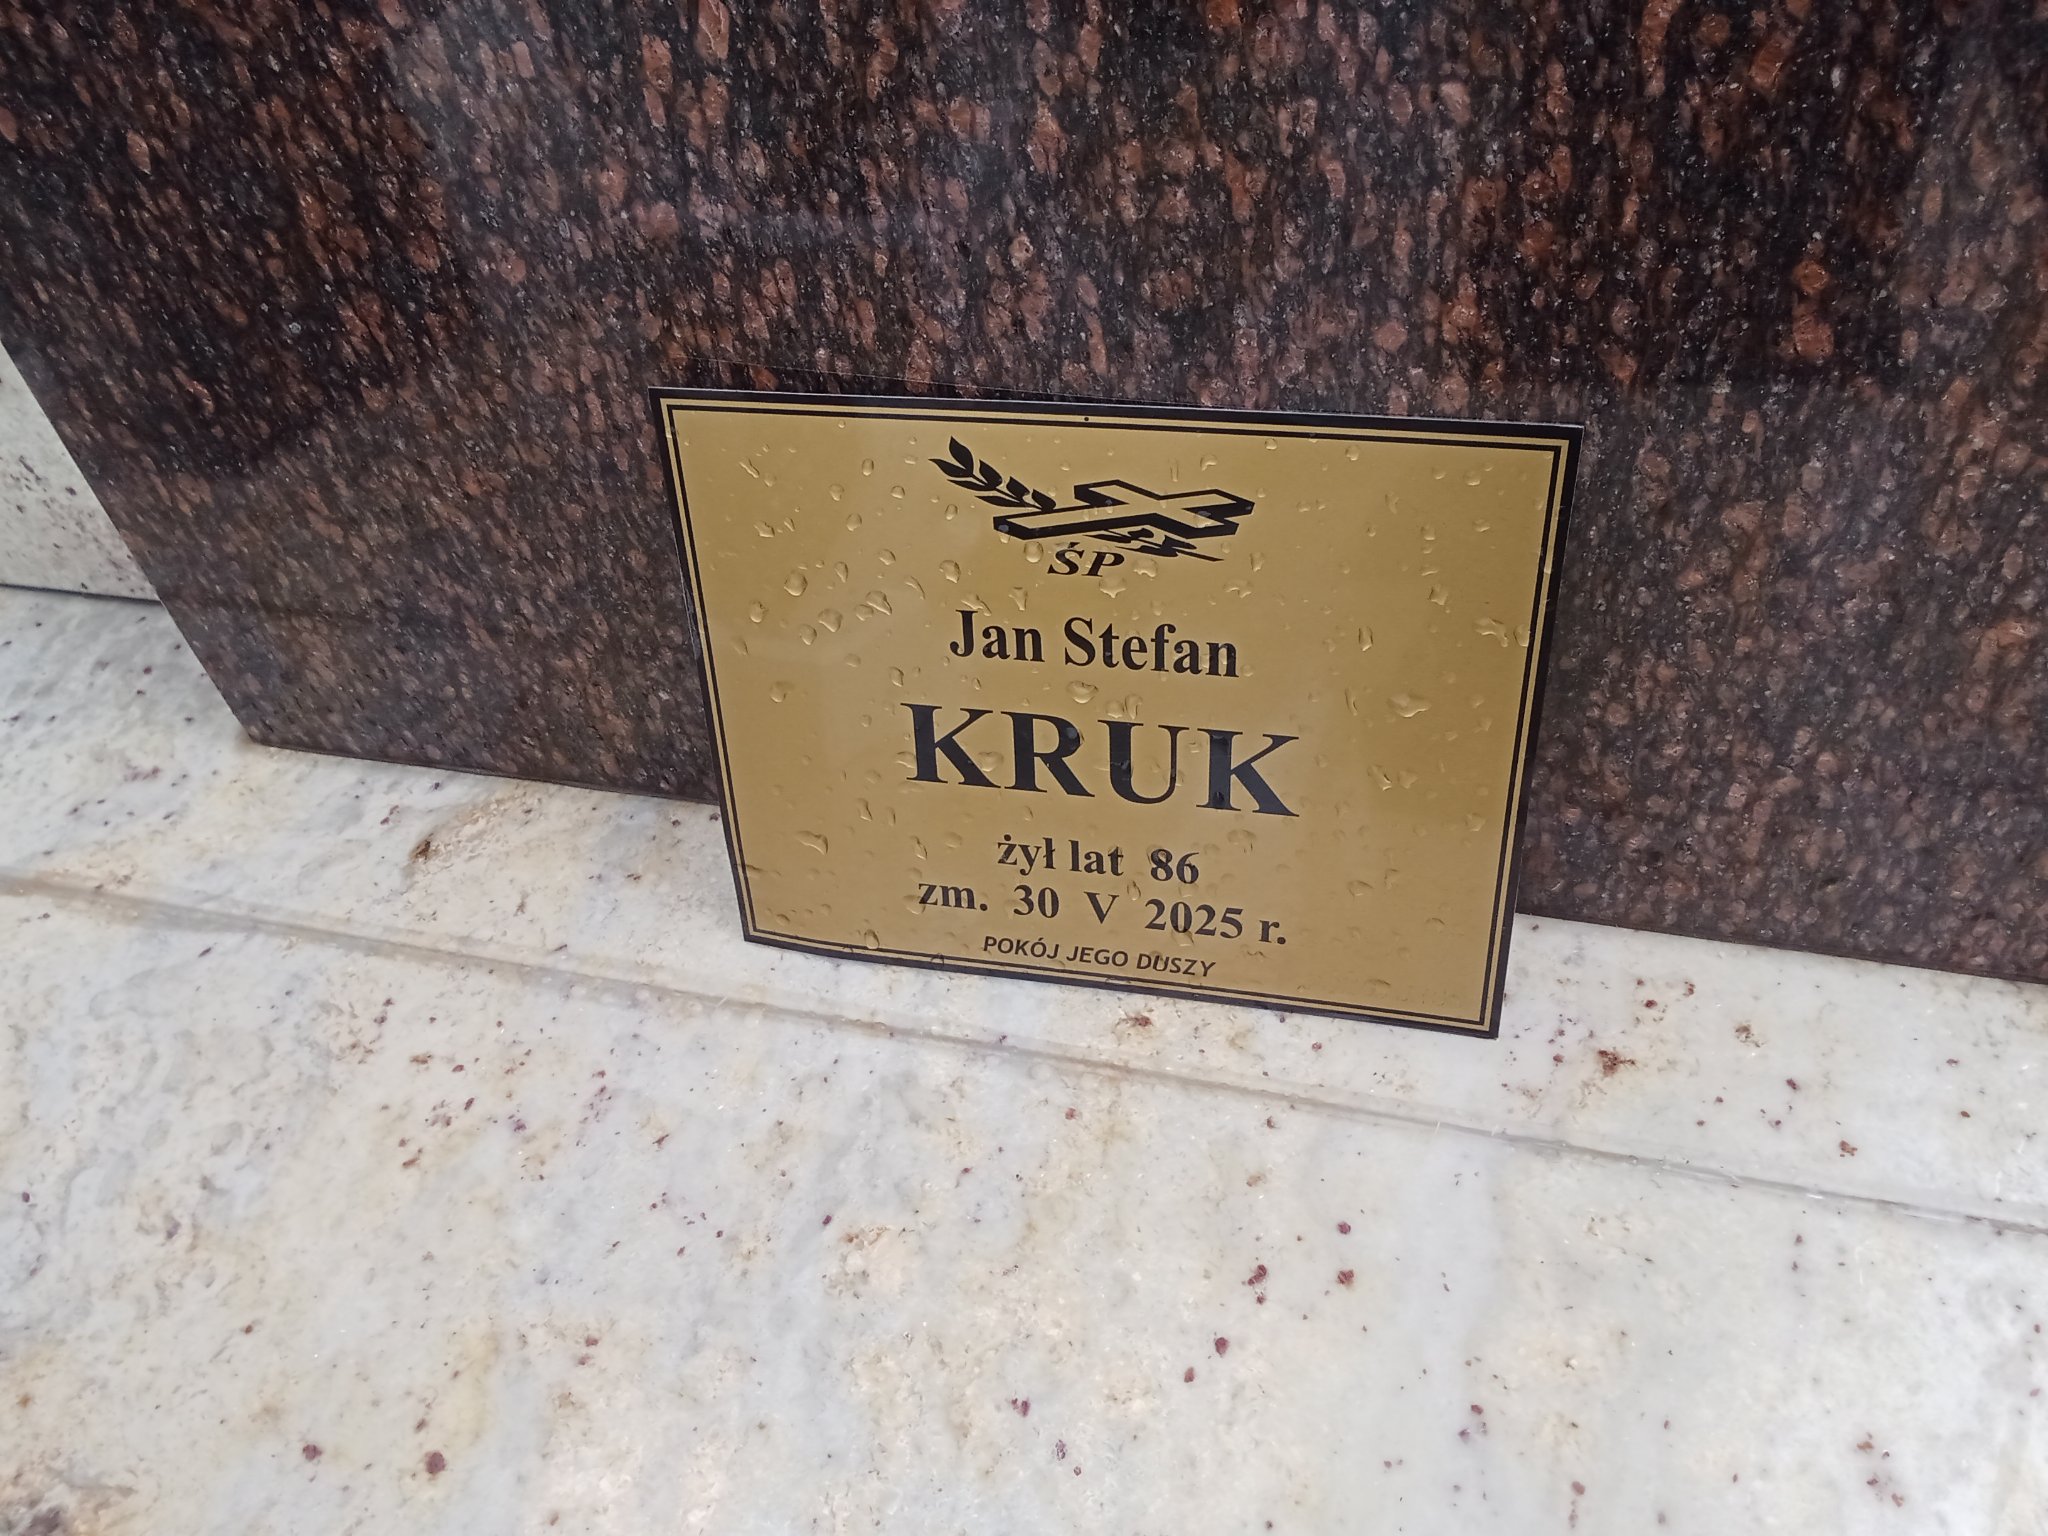 ŚP
Jan Stefan
KRUK
żył lat 86
zm. 30 V 2025 r.
POKÓJ JEGO DUSZY